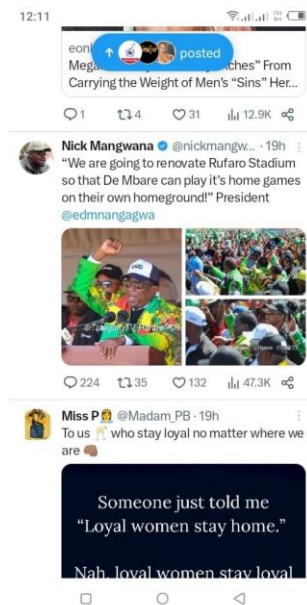 12:11
posted
eonl
Mega
ches” From
Carrying the Weight of Men’s “Sins” Her...
1 4 31 12.9K
Nick Mangwana @nickmangw... · 19h
“We are going to renovate Rufaro Stadium
so that De Mbare can play it’s home games
on their own homeground!” President
@edmnangagwa
224 35 132 47.3K
Miss P @Madam_PB · 19h
To us who stay loyal no matter where we
are
Someone just told me
“Loyal women stay home.”
Nah, loyal women stay loyal